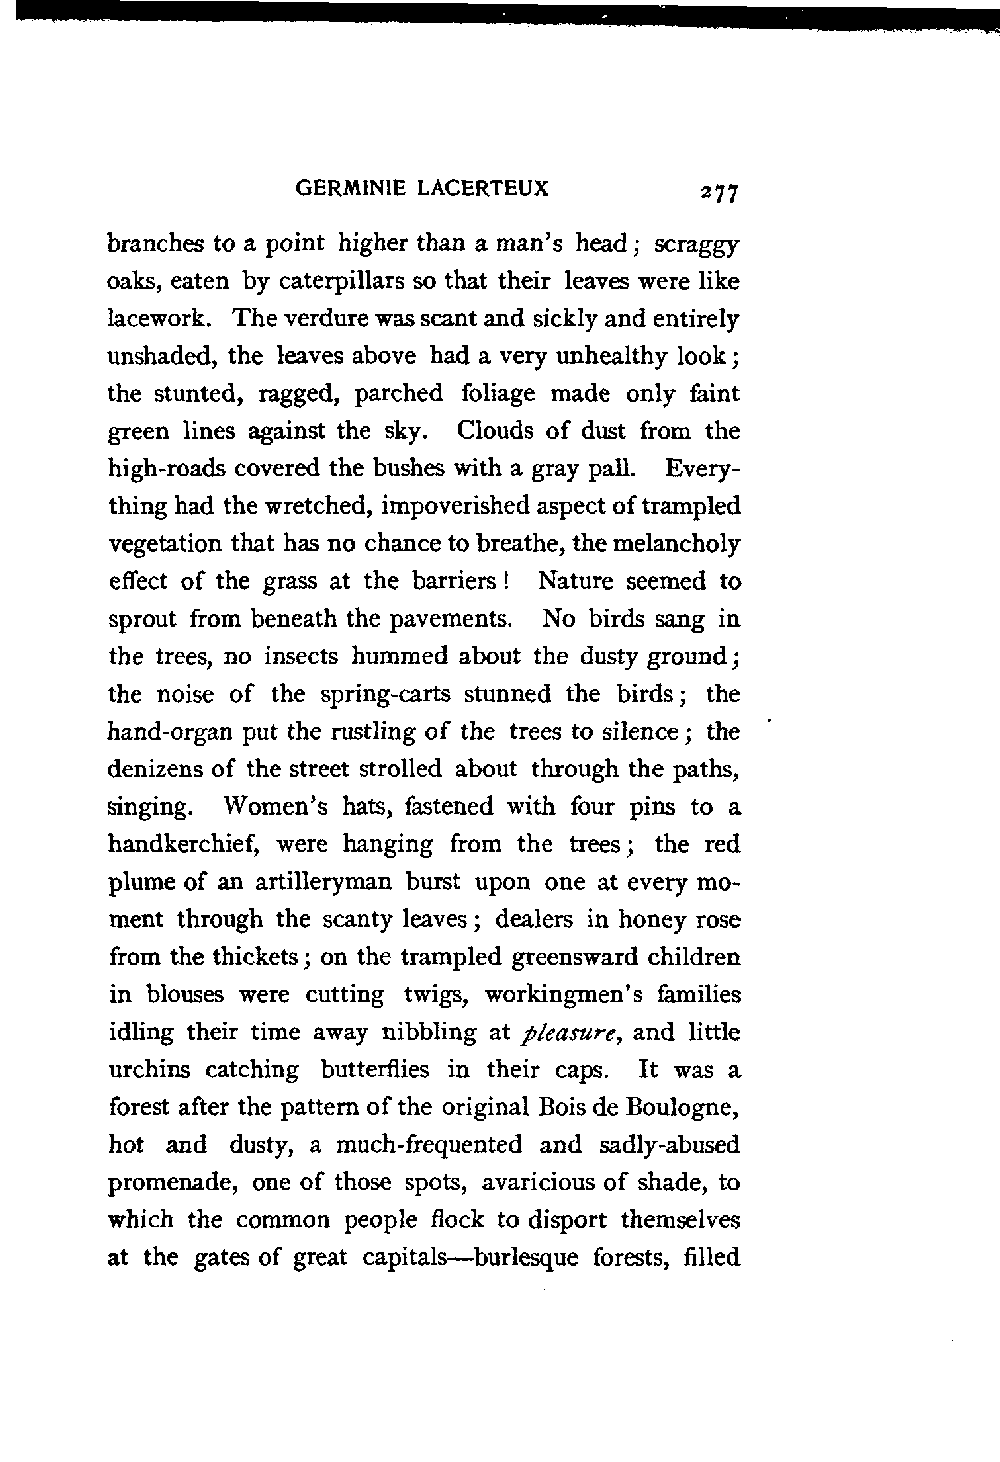 GERMINIE LACERTEUX 277
branches to a point higher than a man's head; scraggy
oaks, eaten by caterpillars so that their leaves were like
lacework. The verdure was scant and sickly and entirely
unshaded, the leaves above had a very unhealthy look;
the stunted, ragged, parched foliage made only faint
green lines against the sky. Clouds of dust from the
high-roads covered the bushes with a gray pall. Every-
thing had the wretched, impoverished aspect of trampled
vegetation that has no chance to breathe, the melancholy
effect of the grass at the barriers! Nature seemed to
sprout from beneath the pavements. No birds sang in
the trees, no insects hummed about the dusty ground;
the noise of the spring-carts stunned the birds; the
hand-organ put the rustling of the trees to silence; the
denizens of the street strolled about through the paths,
singing. Women's hats, fastened with four pins to a
handkerchief, were hanging from the trees; the red
plume of an artilleryman burst upon one at every mo-
ment through the scanty leaves; dealers in honey rose
from the thickets; on the trampled greensward children
in blouses were cutting twigs, workingmen's families
idling their time away nibbling at pleasure, and little
urchins catching butterflies in their caps. It was a
forest after the pattern of the original Bois de Boulogne,
hot and dusty, a much-frequented and sadly-abused
promenade, one of those spots, avaricious of shade, to
which the common people flock to disport themselves
at the gates of great capitals—burlesque forests, filled